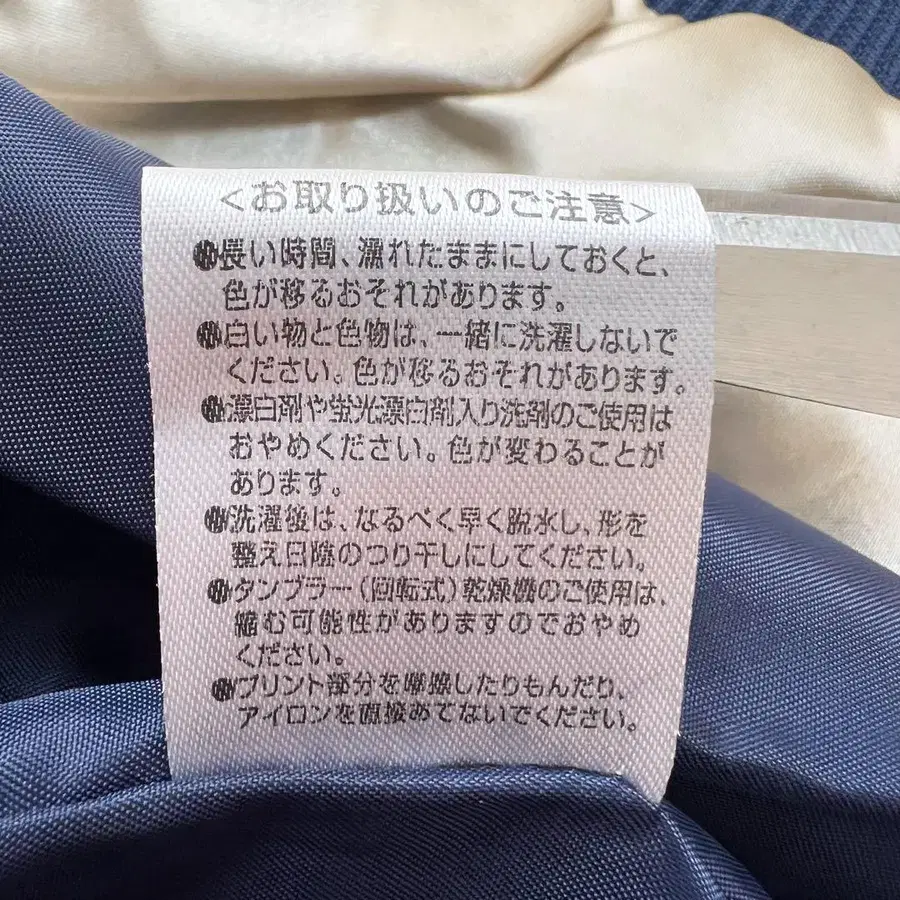 <お取り扱いのご注意>
●長い時間、濡れたままにしておくと、
色が移るおそれがあります。
●白い物と色物は、一緒に洗濯しないで
ください。色が移るおそれがあります。
●漂白剤や蛍光漂白剤入り洗剤のご使用は
おやめください。色が変わることが
あります。
●洗濯後は、なるべく早く脱水し、形を
整え日陰のつり干しにしてください。
●タンブラー(回転式)乾燥機のご使用は、
縮む可能性がありますのでおやめ
ください。
●プリント部分を摩擦したりもんだり、
アイロンを直接あてないでください。